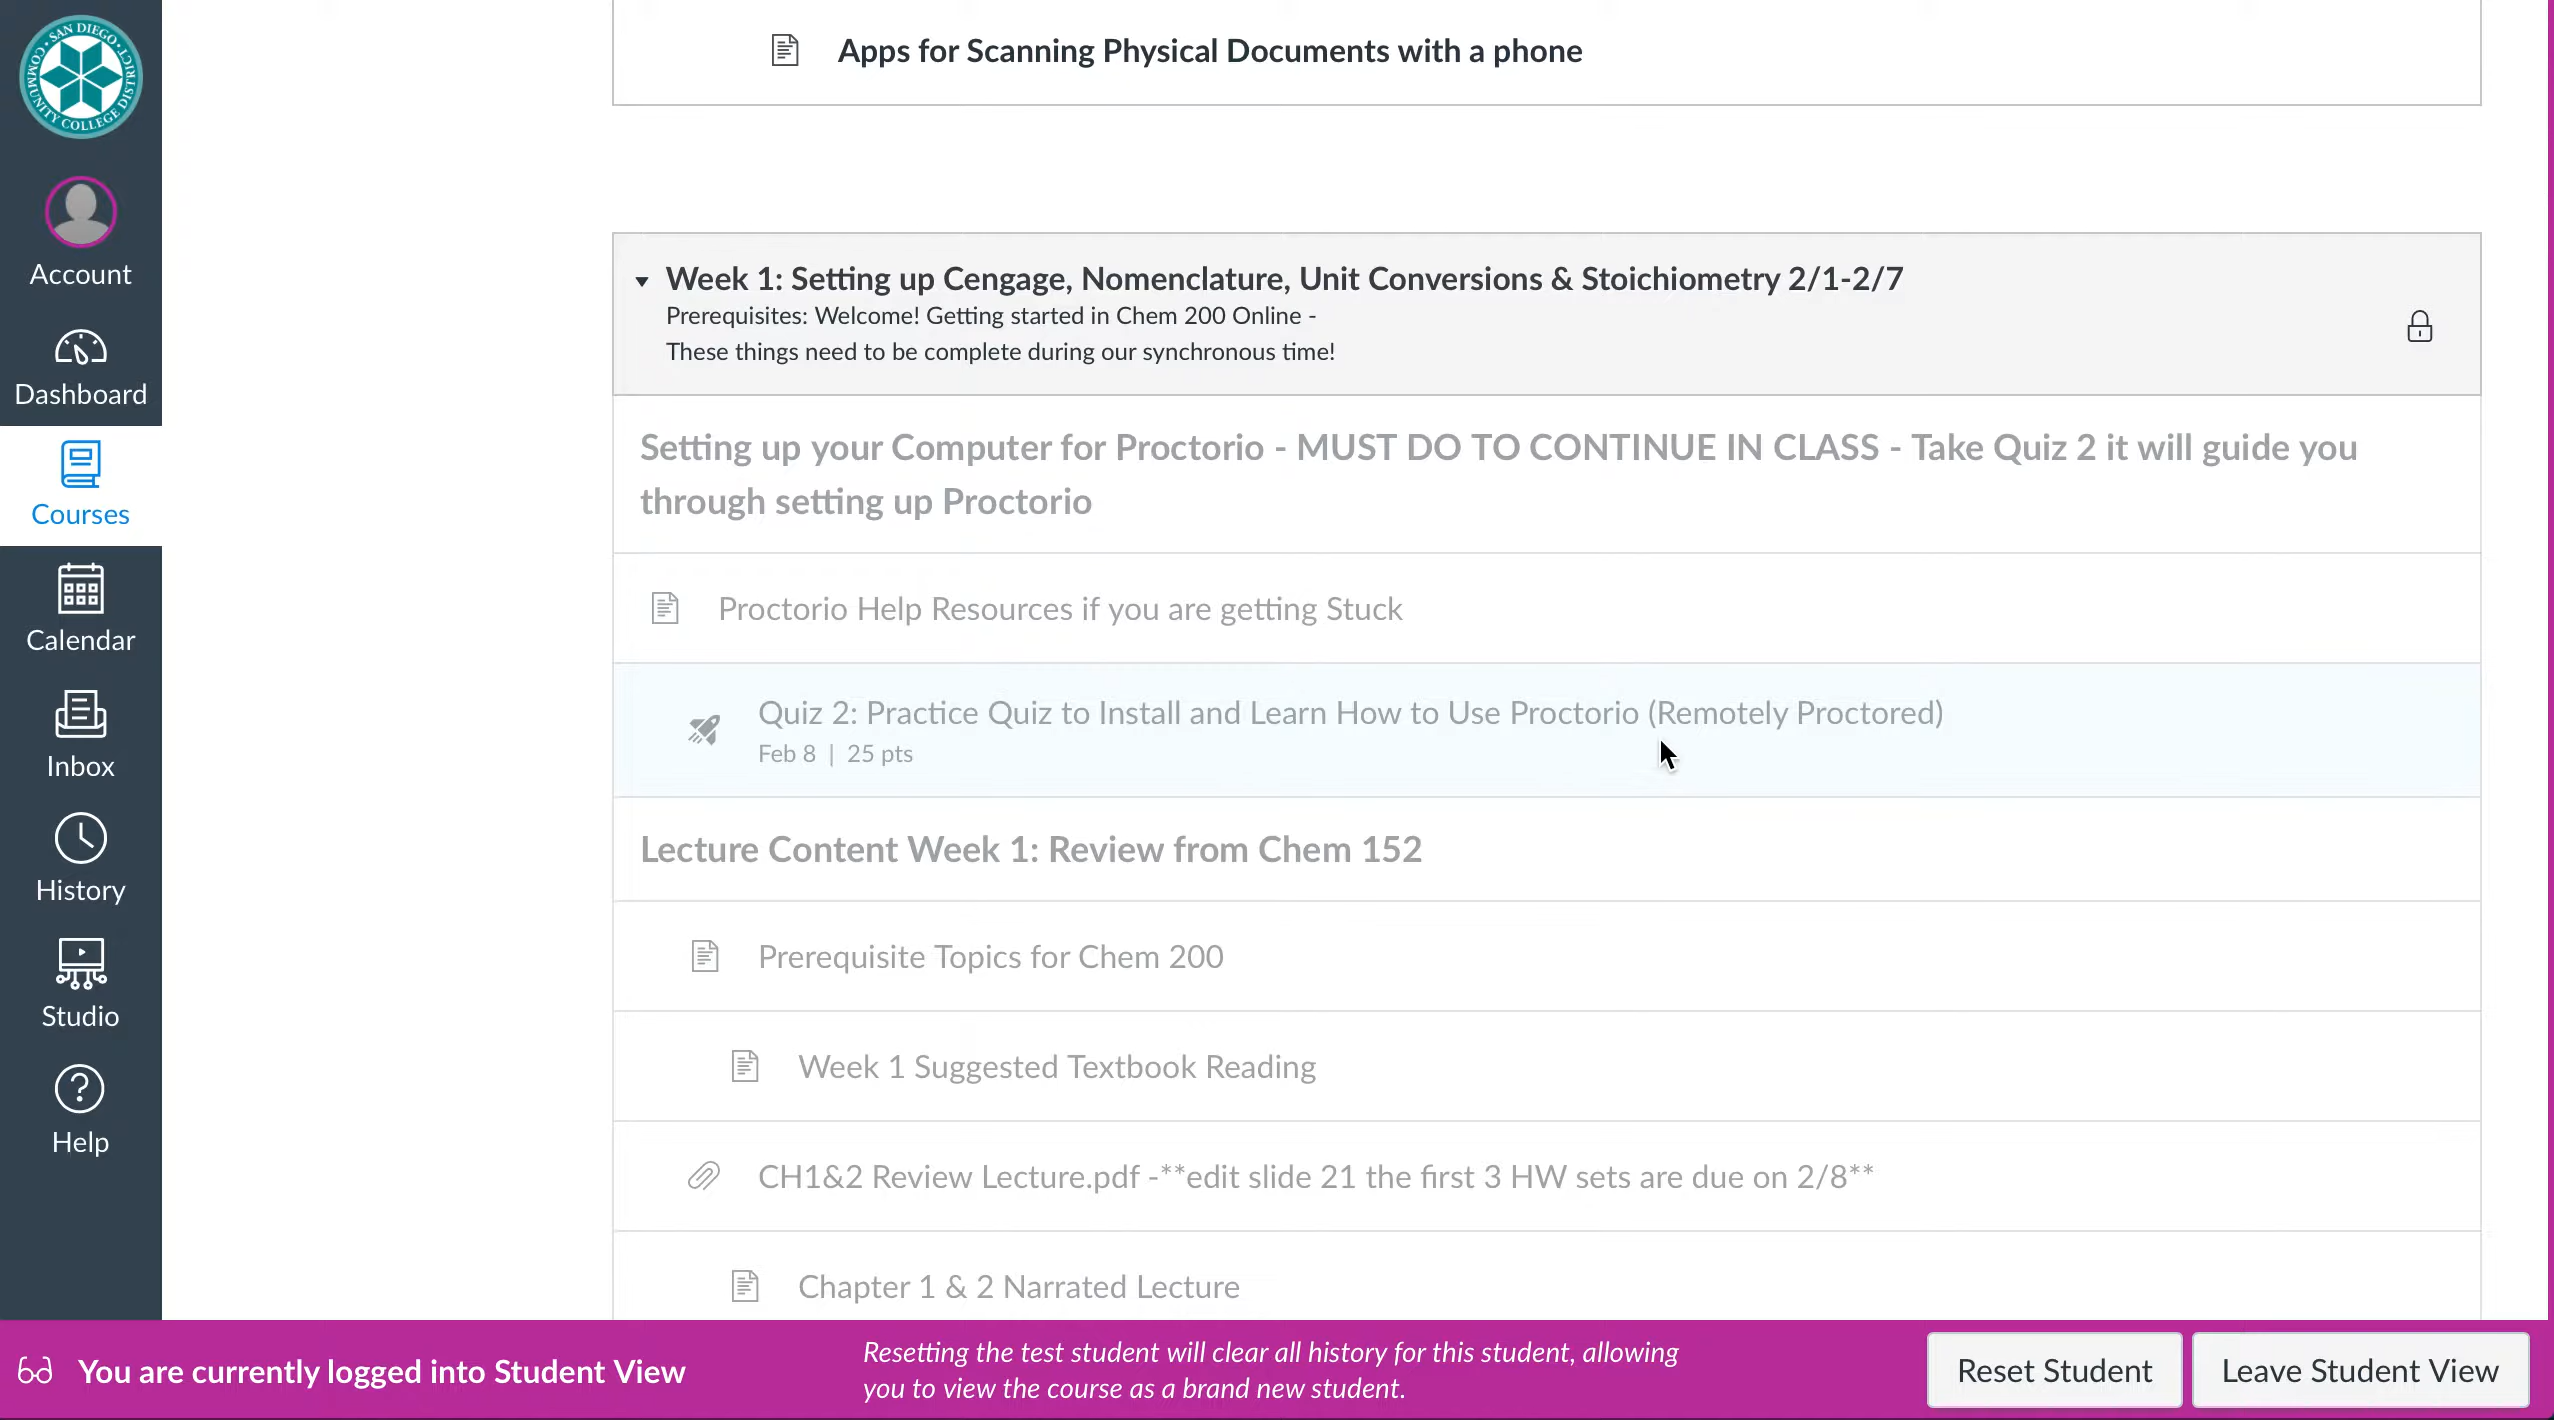 SAN DIEGO
COMMUNITY COLLEGE DISTRICT
Account
Dashboard
Courses
Calendar
Inbox
History
Studio
Help
Apps for Scanning Physical Documents with a phone
Week 1: Setting up Cengage, Nomenclature, Unit Conversions & Stoichiometry 2/1-2/7
Prerequisites: Welcome! Getting started in Chem 200 Online -
These things need to be complete during our synchronous time!
Setting up your Computer for Proctorio - MUST DO TO CONTINUE IN CLASS - Take Quiz 2 it will guide you
through setting up Proctorio
Proctorio Help Resources if you are getting Stuck
Quiz 2: Practice Quiz to Install and Learn How to Use Proctorio (Remotely Proctored)
Feb 8 | 25 pts
Lecture Content Week 1: Review from Chem 152
Prerequisite Topics for Chem 200
Week 1 Suggested Textbook Reading
CH1&2 Review Lecture.pdf -**edit slide 21 the first 3 HW sets are due on 2/8**
Chapter 1 & 2 Narrated Lecture
You are currently logged into Student View
Resetting the test student will clear all history for this student, allowing
you to view the course as a brand new student.
Reset Student
Leave Student View